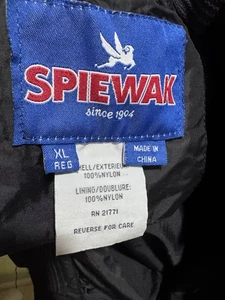 SPIEWAK
since 1904
XL
REG
MADE IN
CHINA
SHELL/EXTERIEUR
100%NYLON
LINING/DOUBLURE:
100%NYLON
RN 21771
REVERSE FOR CARE